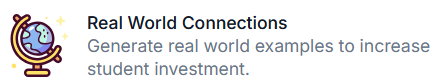 Real World Connections
Generate real world examples to increase
student investment.